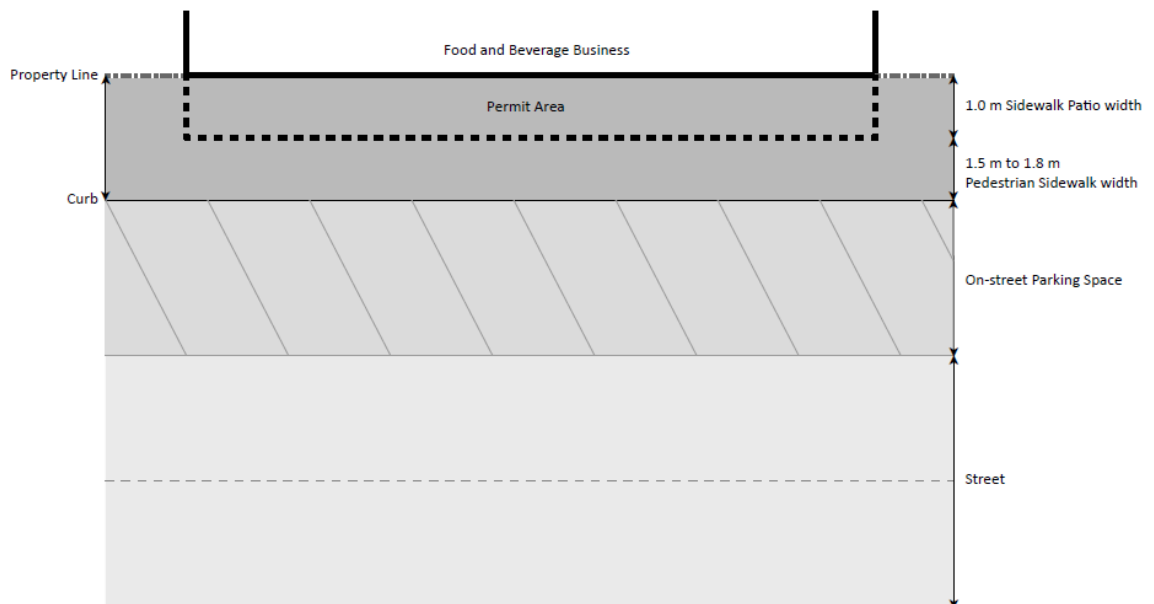 Food and Beverage Business
Property Line
Permit Area
1.0 m Sidewalk Patio width
1.5 m to 1.8 m
Pedestrian Sidewalk width
Curb
On-street Parking Space
Street